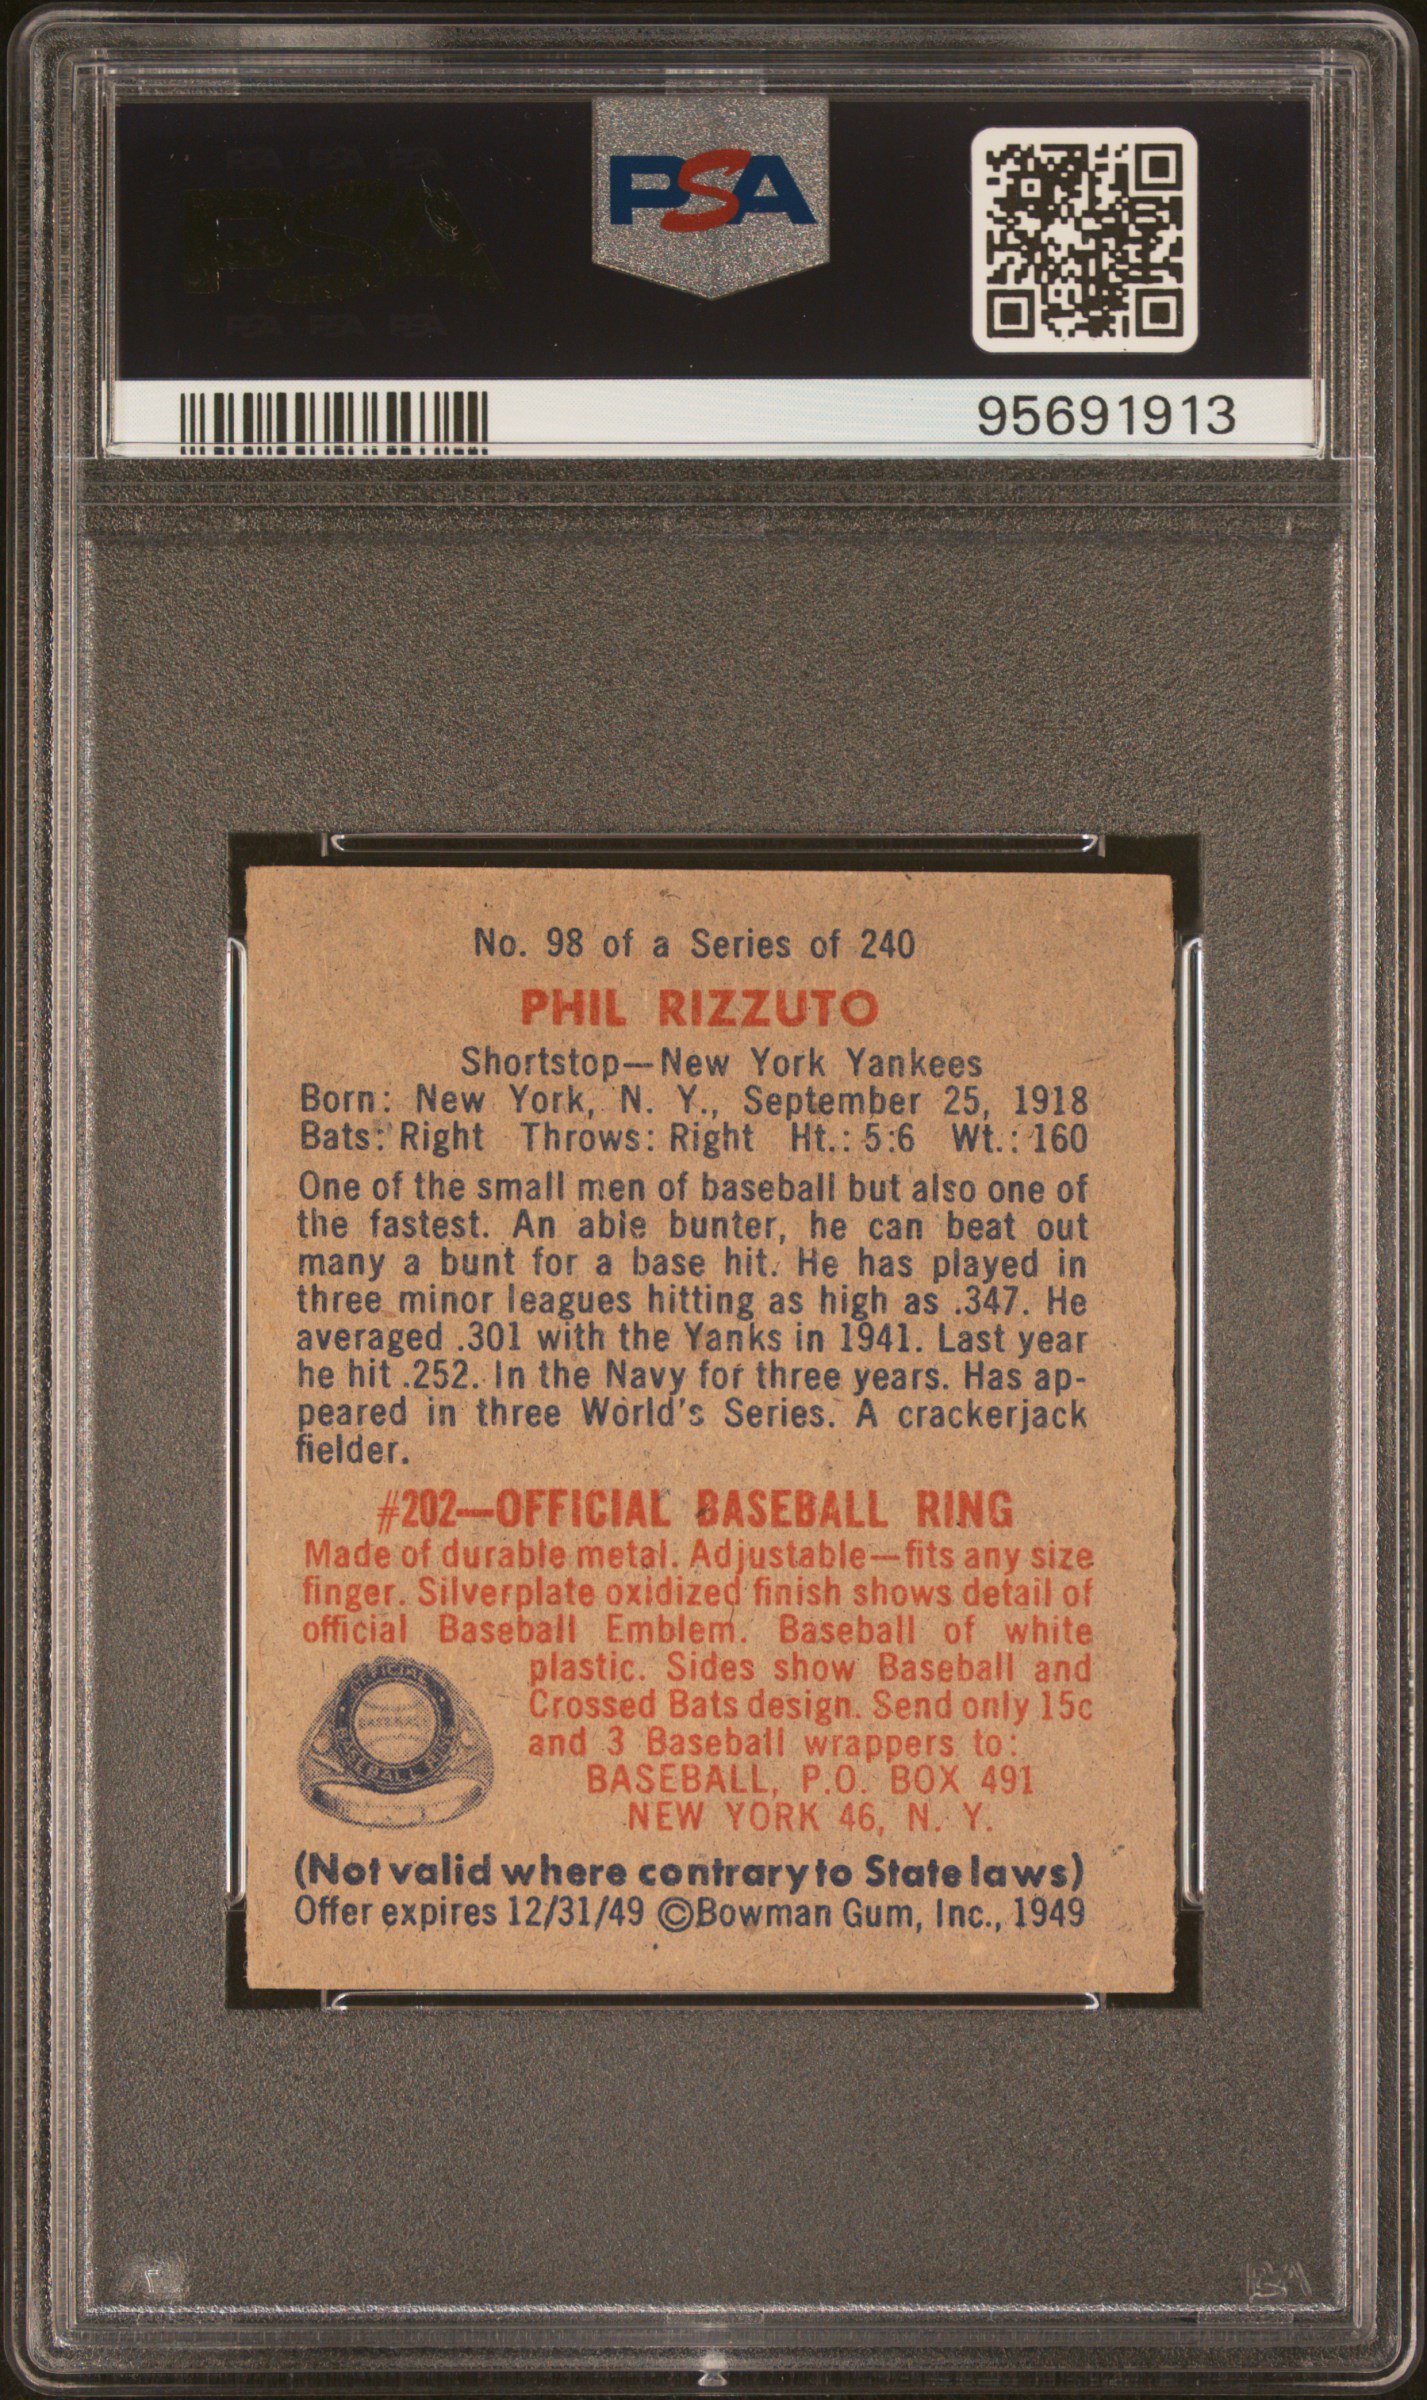 PSA
95691913
No. 98 of a Series of 240
PHIL RIZZUTO
Shortstop—New York Yankees
Born: New York, N. Y., September 25, 1918
Bats: Right Throws: Right Ht.: 5:6 Wt.: 160
One of the small men of baseball but also one of
the fastest. An able bunter, he can beat out
many a bunt for a base hit. He has played in
three minor leagues hitting as high as .347. He
averaged .301 with the Yanks in 1941. Last year
he hit .252. In the Navy for three years. Has ap-
peared in three World's Series. A crackerjack
fielder.
#202—OFFICIAL BASEBALL RING
Made of durable metal. Adjustable—fits any size
finger. Silverplate oxidized finish shows detail of
official Baseball Emblem. Baseball of white
plastic. Sides show Baseball and
Crossed Bats design. Send only 15c
and 3 Baseball wrappers to:
BASEBALL, P.O. BOX 491
NEW YORK 46, N. Y.
OFFICIAL
BASEBALL RING
(Not valid where contrary to State laws)
Offer expires 12/31/49 ©Bowman Gum, Inc., 1949